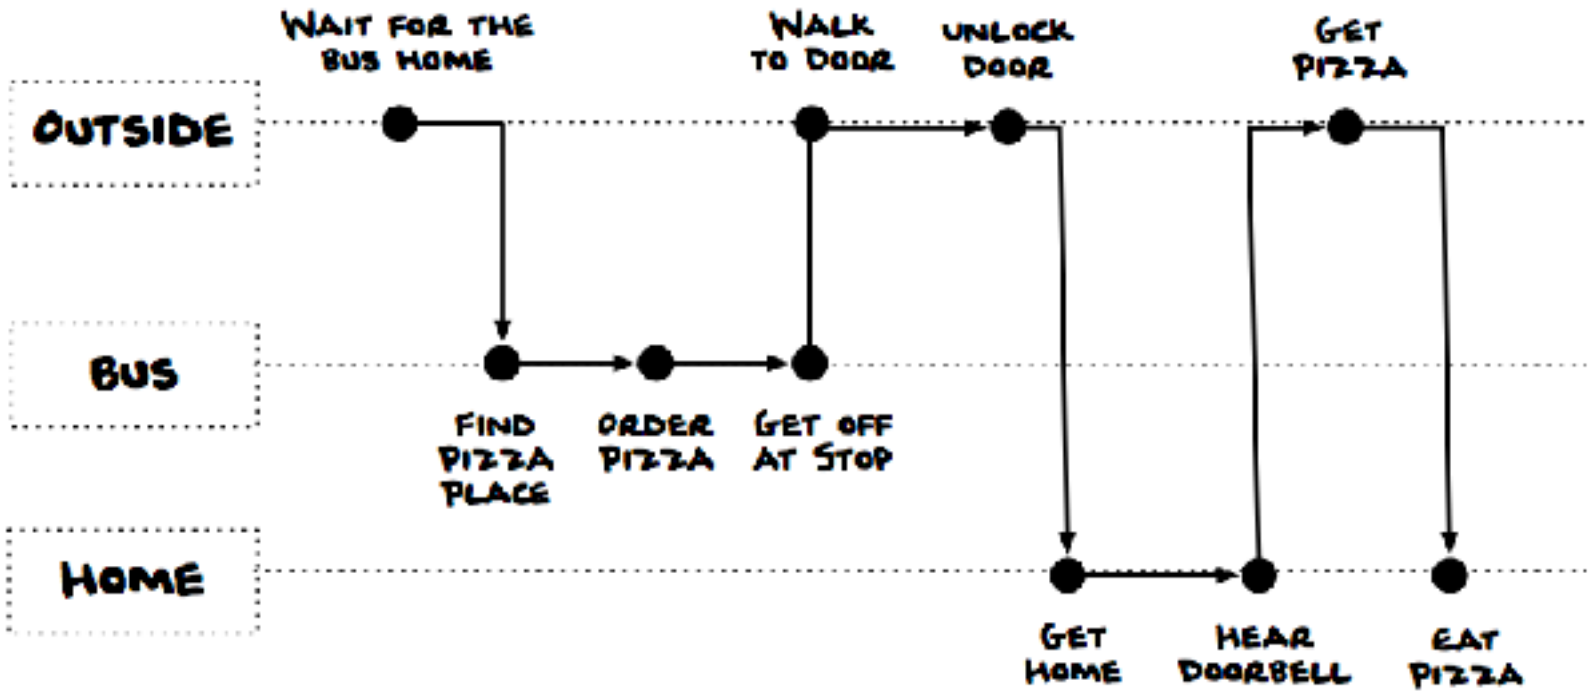 WAIT FOR THE
BUS HOME
WALK
TO DOOR
UNLOCK
DOOR
GET
PIZZA
OUTSIDE
BUS
FIND
PIZZA
PLACE
ORDER
PIZZA
GET OFF
AT STOP
HOME
GET
HOME
HEAR
DOORBELL
EAT
PIZZA